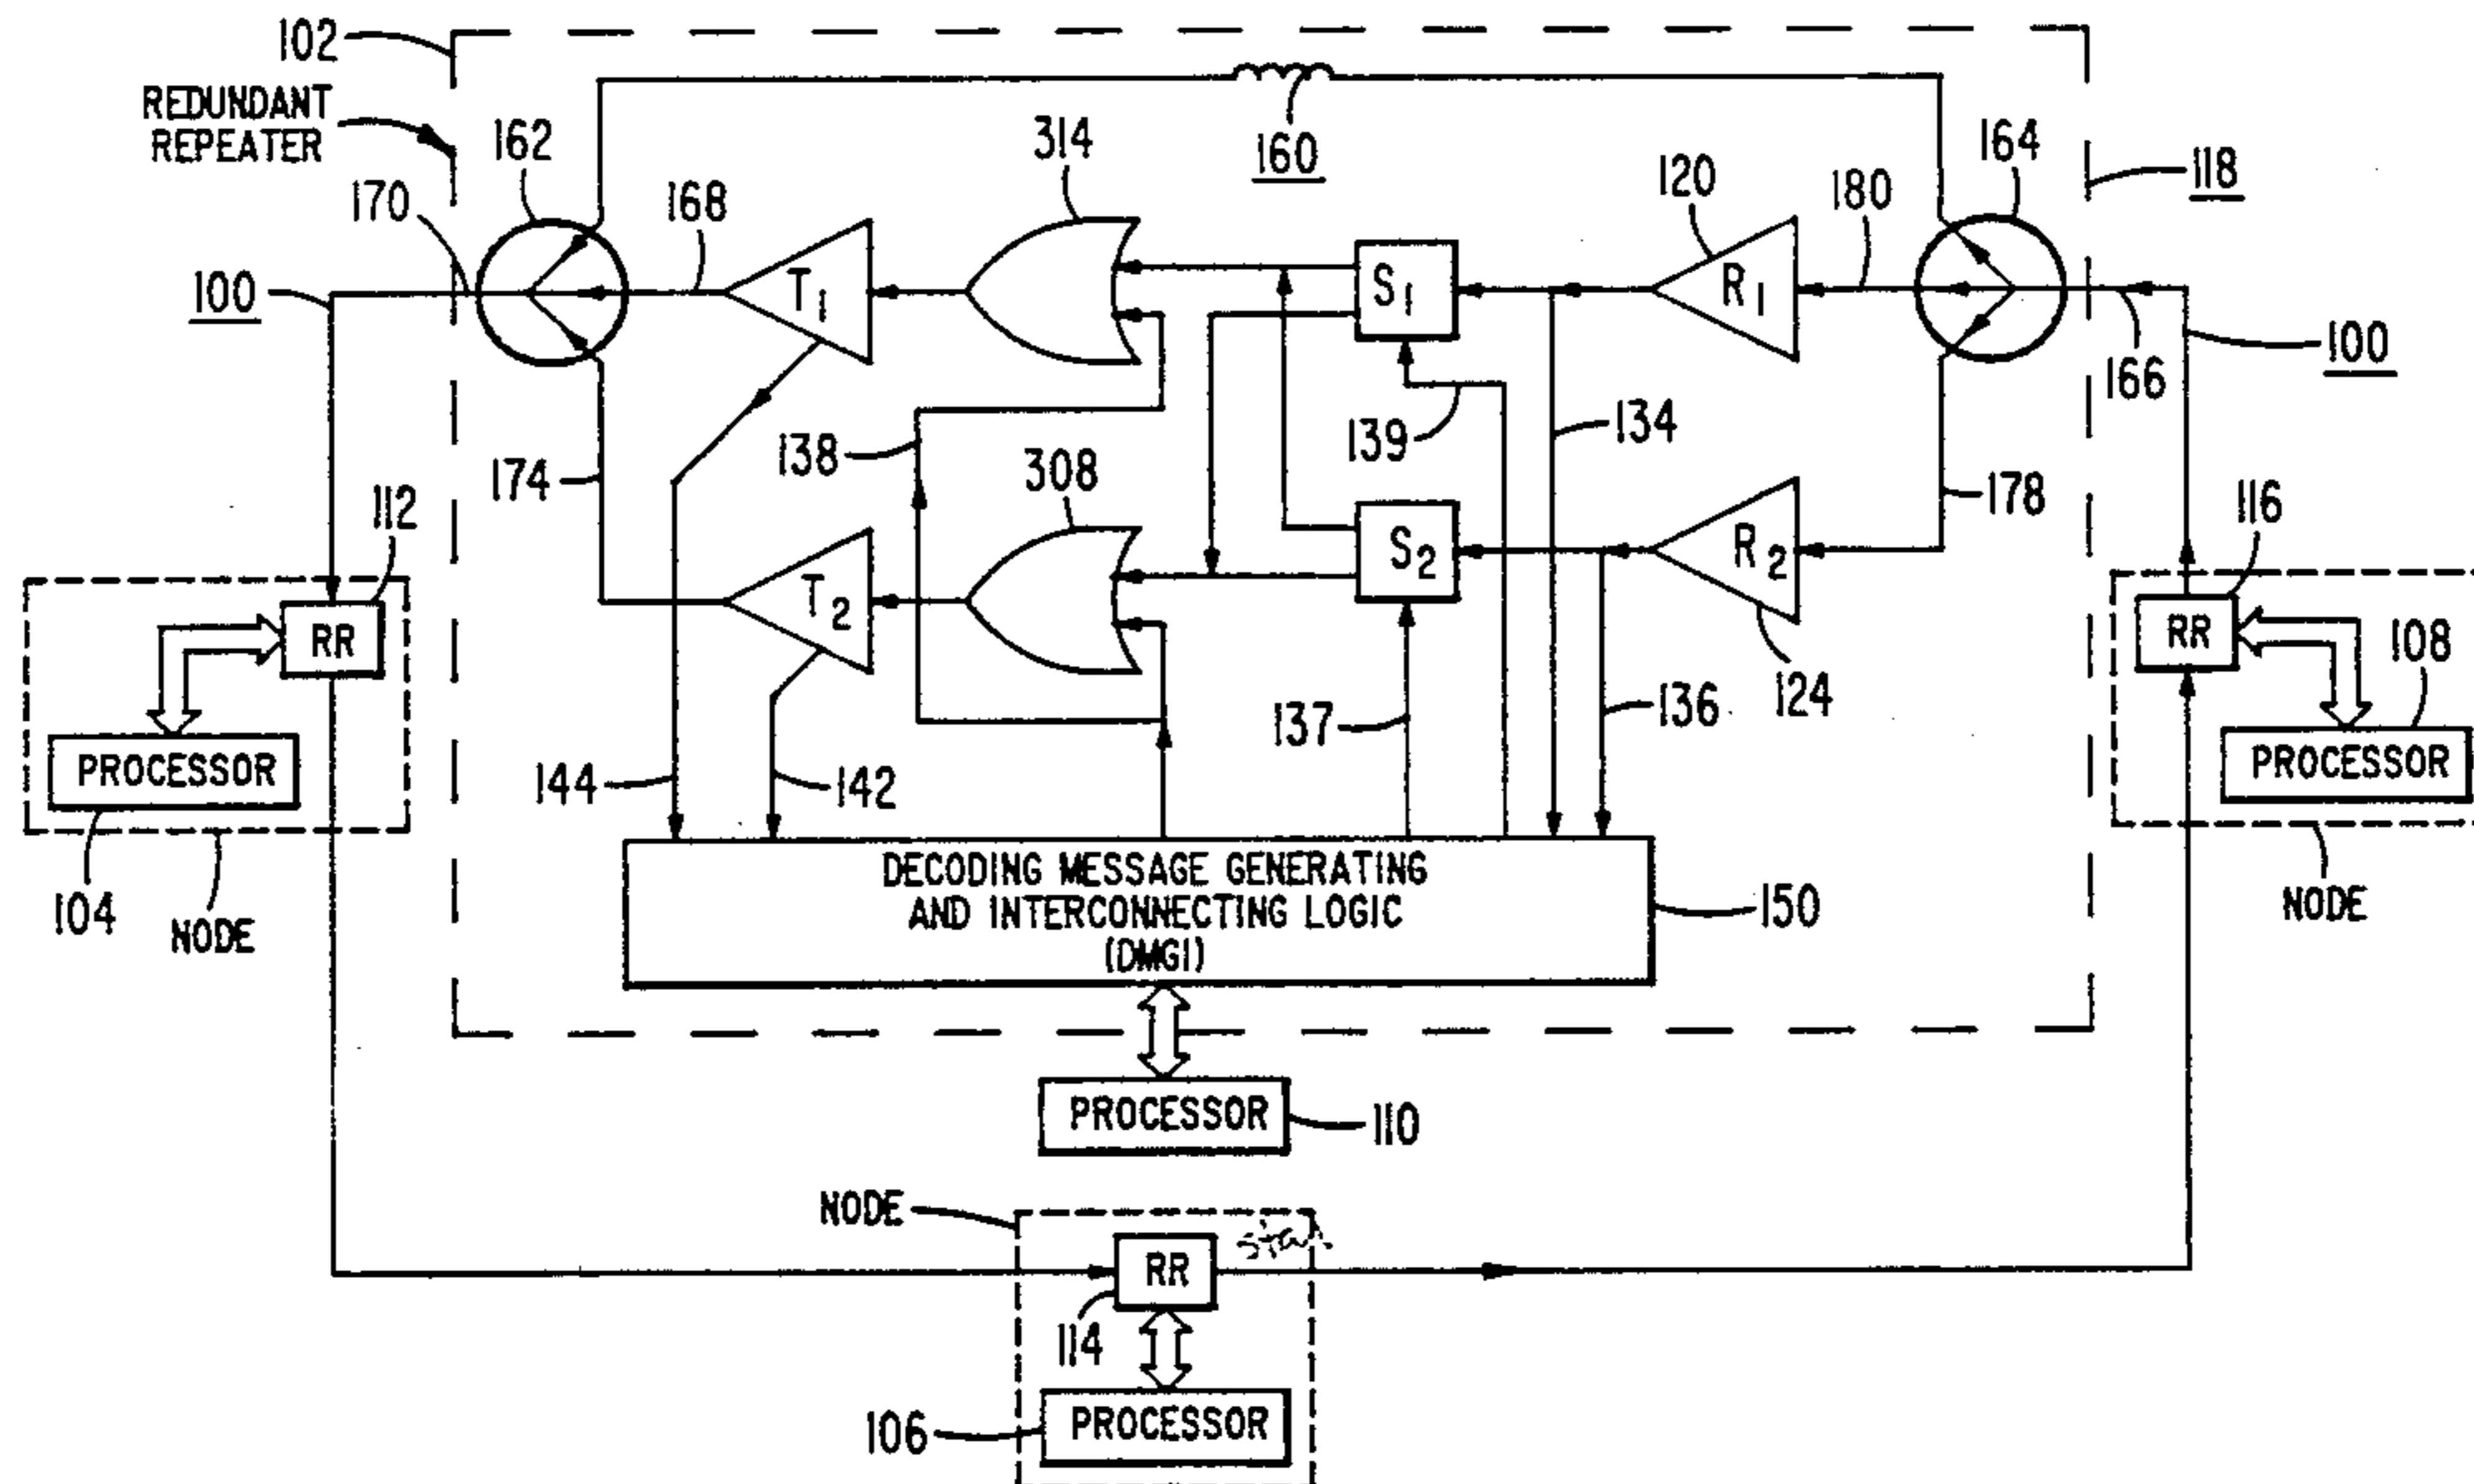 102
REDUNDANT
REPEATER
162
170
168
314
160
120
180
164
118
100
T1
S1
R1
100
166
112
174
138
308
139
134
178
116
RR
T2
S2
R2
RR
108
104
PROCESSOR
NODE
144
142
137
136
124
PROCESSOR
NODE
DECODING MESSAGE GENERATING
AND INTERCONNECTING LOGIC
(DMGI)
150
PROCESSOR
110
NODE
RR
114
106
PROCESSOR